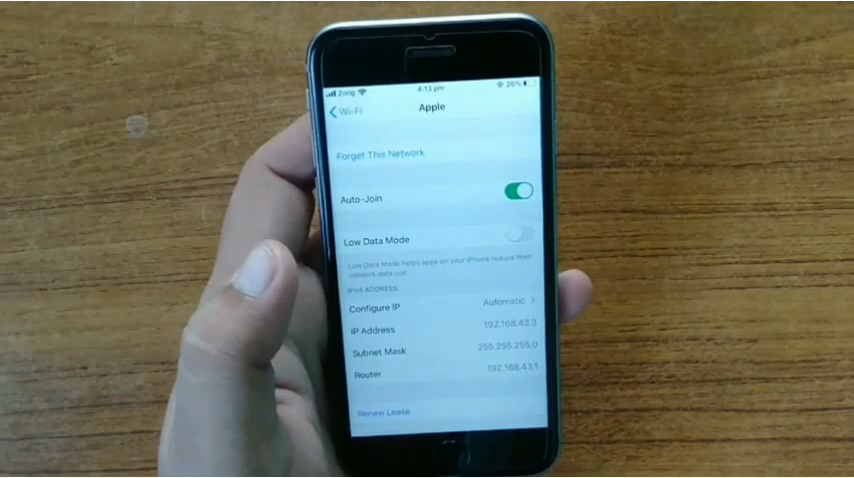 Zong 4:13 pm 26%
Wi-Fi Apple
Forget This Network
Auto-Join
Low Data Mode
Low Data Mode helps apps on your iPhone reduce their
network data use.
IPV4 ADDRESS
Configure IP Automatic
IP Address 192.168.43.3
Subnet Mask 255.255.255.0
Router 192.168.43.1
Renew Lease